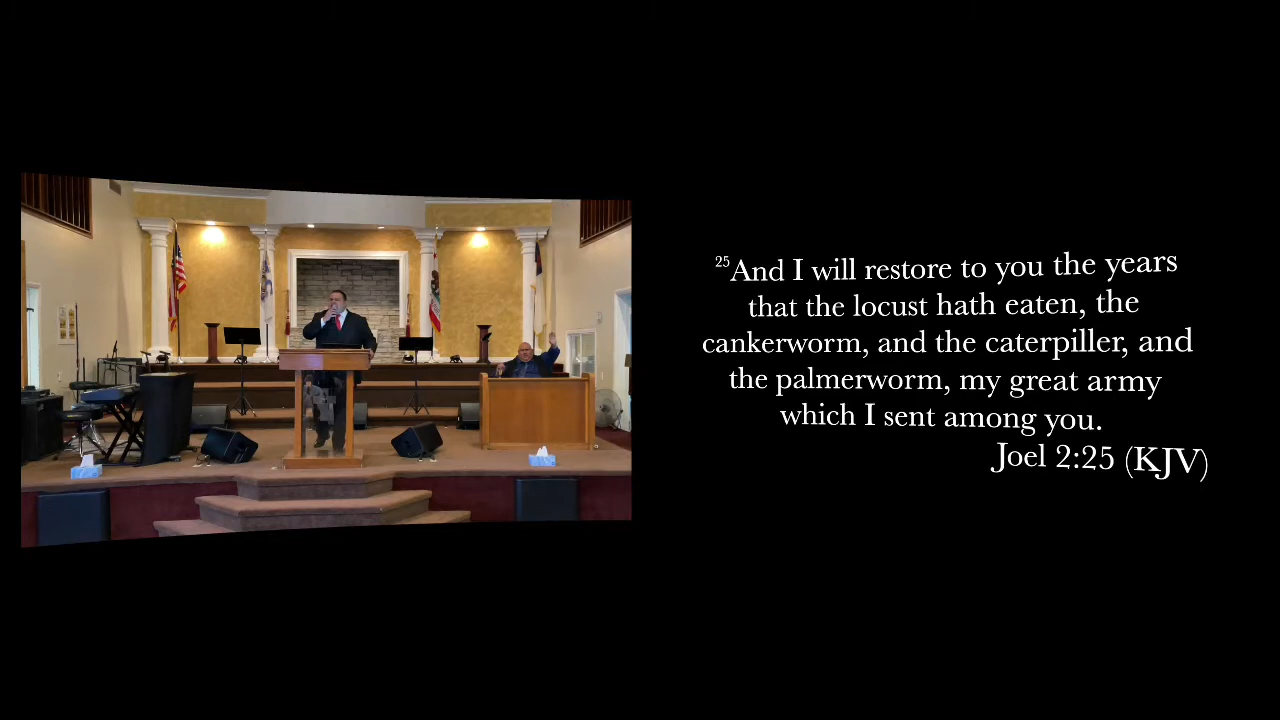 25And I will restore to you the years
that the locust hath eaten, the
cankerworm, and the caterpiller, and
the palmerworm, my great army
which I sent among you.
Joel 2:25 (KJV)